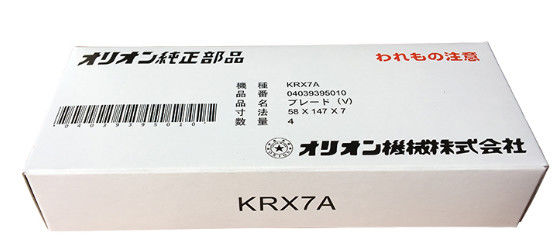 オリオン純正部品
われもの注意
機種 KRX7A
品番 04039395010
品名 ブレード (V)
寸法 58 X 147 X 7
数量 4
*04039395010*
オリオン機械株式会社
KRX7A